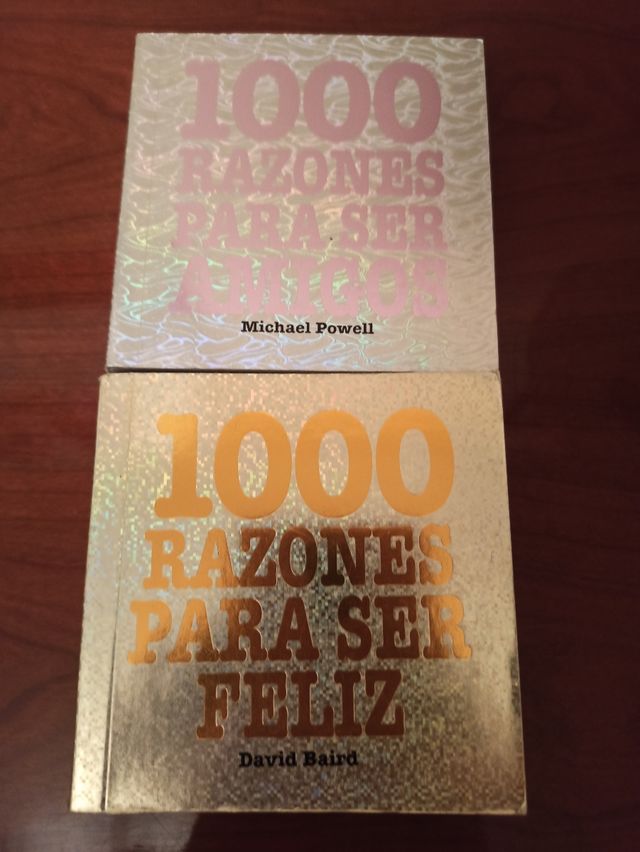 1000
RAZONES
PARA SER
AMIGOS
Michael Powell
1000
RAZONES
PARA SER
FELIZ
David Baird